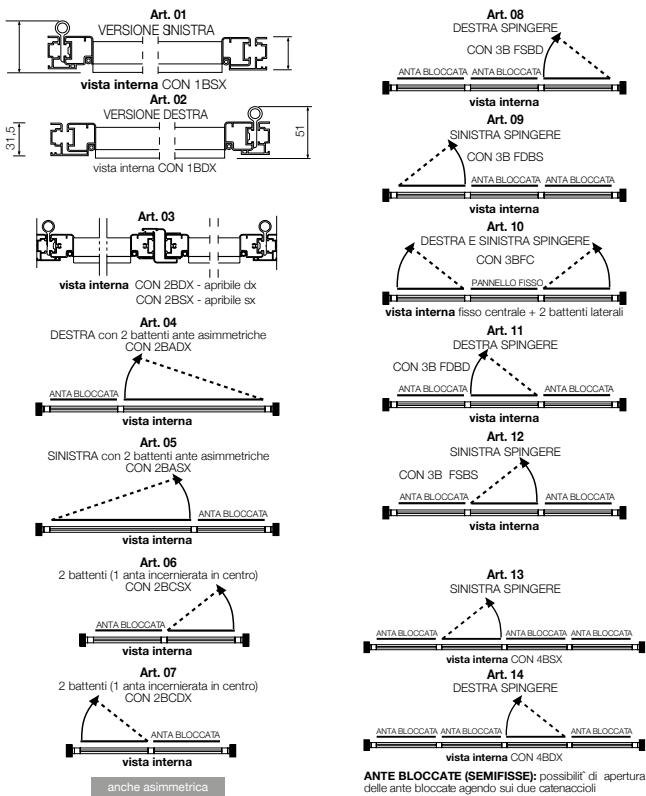 Art. 01
VERSIONE SINISTRA
vista interna CON 1BSX
Art. 02
VERSIONE DESTRA
31,5
51
vista interna CON 1BDX
Art. 03
vista interna CON 2BDX - apribile dx
CON 2BSX - apribile sx
Art. 04
DESTRA con 2 battenti ante asimmetriche
CON 2BADX
ANTA BLOCCATA
vista interna
Art. 05
SINISTRA con 2 battenti ante asimmetriche
CON 2BASX
ANTA BLOCCATA
vista interna
Art. 06
2 battenti (1 anta incernierata in centro)
CON 2BCSX
ANTA BLOCCATA
vista interna
Art. 07
2 battenti (1 anta incernierata in centro)
CON 2BCDX
ANTA BLOCCATA
vista interna
anche asimmetrica
Art. 08
DESTRA SPINGERE
CON 3B FSBD
ANTA BLOCCATA ANTA BLOCCATA
vista interna
Art. 09
SINISTRA SPINGERE
CON 3B FDBS
ANTA BLOCCATA ANTA BLOCCATA
vista interna
Art. 10
DESTRA E SINISTRA SPINGERE
CON 3BFC
PANNELLO FISSO
vista interna fisso centrale + 2 battenti laterali
Art. 11
DESTRA SPINGERE
CON 3B FDBD
ANTA BLOCCATA ANTA BLOCCATA
vista interna
Art. 12
SINISTRA SPINGERE
CON 3B FSBS
ANTA BLOCCATA ANTA BLOCCATA
vista interna
Art. 13
SINISTRA SPINGERE
ANTA BLOCCATA ANTA BLOCCATA ANTA BLOCCATA
vista interna CON 4BSX
Art. 14
DESTRA SPINGERE
ANTA BLOCCATA ANTA BLOCCATA ANTA BLOCCATA
vista interna CON 4BDX
ANTE BLOCCATE (SEMIFISSE): possibilitˆ di apertura
delle ante bloccate agendo sui due catenaccioli